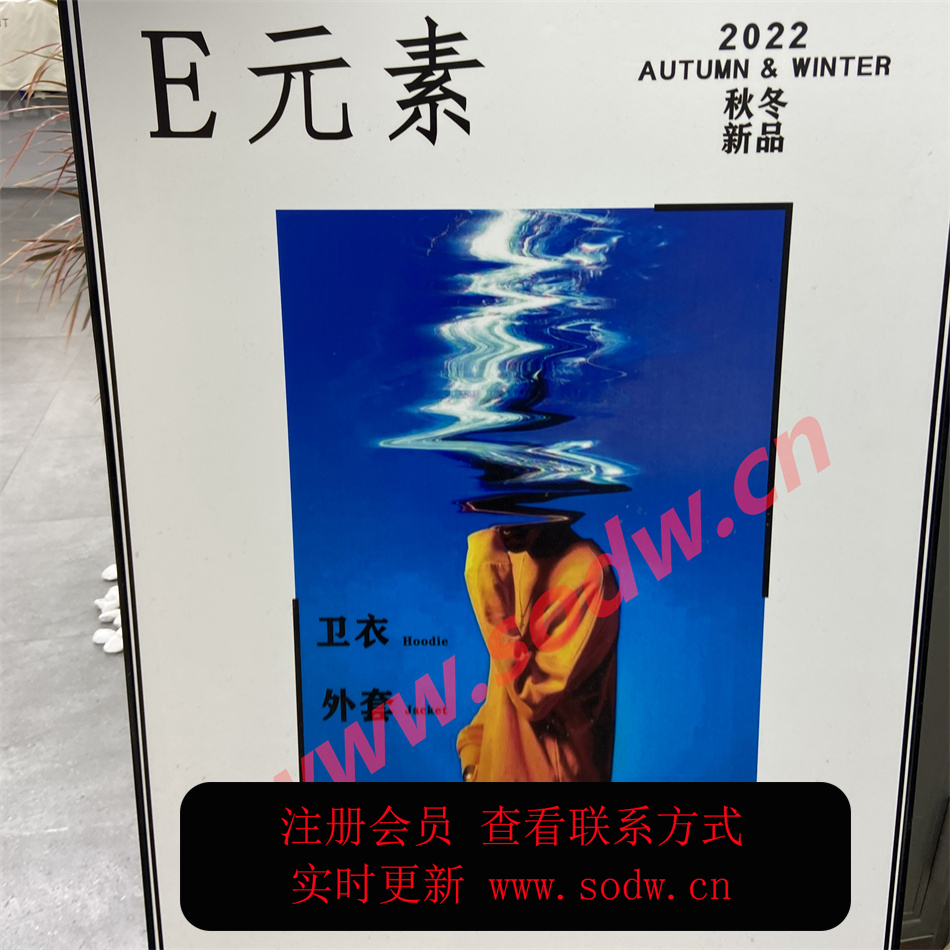 E元素
2022
AUTUMN & WINTER
秋冬
新品
卫衣 Hoodie
外套 Jacket
www.sodw.cn
注册会员 查看联系方式
实时更新 www.sodw.cn